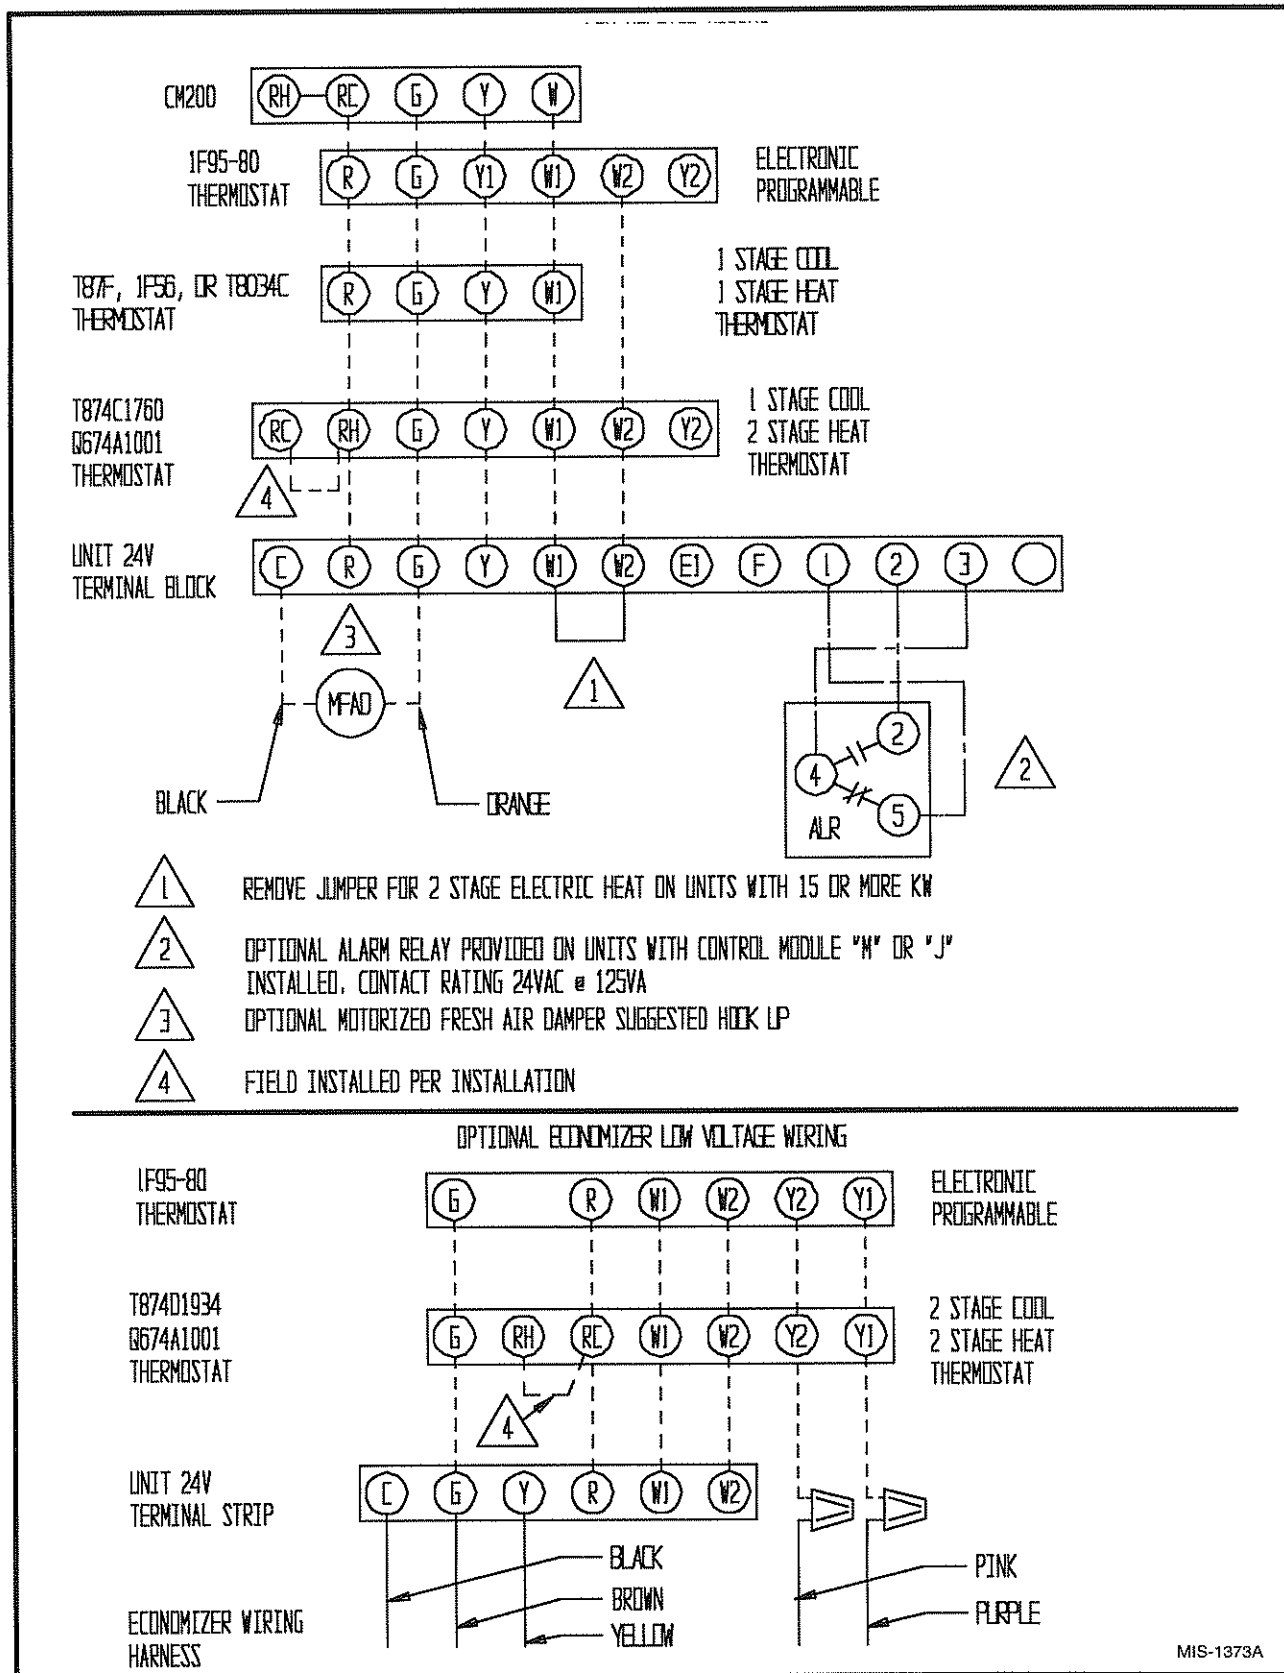 CM200 RH RC G Y W
1F95-80
THERMOSTAT
R G Y1 W1 W2 Y2
ELECTRONIC
PROGRAMMABLE
T87F, 1F56, OR T8034C
THERMOSTAT
R G Y W1
1 STAGE COOL
1 STAGE HEAT
THERMOSTAT
T874C1760
Q674A1001
THERMOSTAT
RC RH G Y W1 W2 Y2
1 STAGE COOL
2 STAGE HEAT
THERMOSTAT
4
UNIT 24V
TERMINAL BLOCK
C R G Y W1 W2 E1 F 1 2 3
3
1
MFAD
2
4
5
ALR
2
BLACK
ORANGE
1 REMOVE JUMPER FOR 2 STAGE ELECTRIC HEAT ON UNITS WITH 15 OR MORE KW
2 OPTIONAL ALARM RELAY PROVIDED ON UNITS WITH CONTROL MODULE "M" OR "J"
INSTALLED. CONTACT RATING 24VAC @ 125VA
3 OPTIONAL MOTORIZED FRESH AIR DAMPER SUGGESTED HOOK UP
4 FIELD INSTALLED PER INSTALLATION
OPTIONAL ECONOMIZER LOW VOLTAGE WIRING
1F95-80
THERMOSTAT
G R W1 W2 Y2 Y1
ELECTRONIC
PROGRAMMABLE
T874D1934
Q674A1001
THERMOSTAT
G RH RC W1 W2 Y2 Y1
2 STAGE COOL
2 STAGE HEAT
THERMOSTAT
4
UNIT 24V
TERMINAL STRIP
C G Y R W1 W2
BLACK
BROWN
YELLOW
PINK
PURPLE
ECONOMIZER WIRING
HARNESS
MIS-1373A